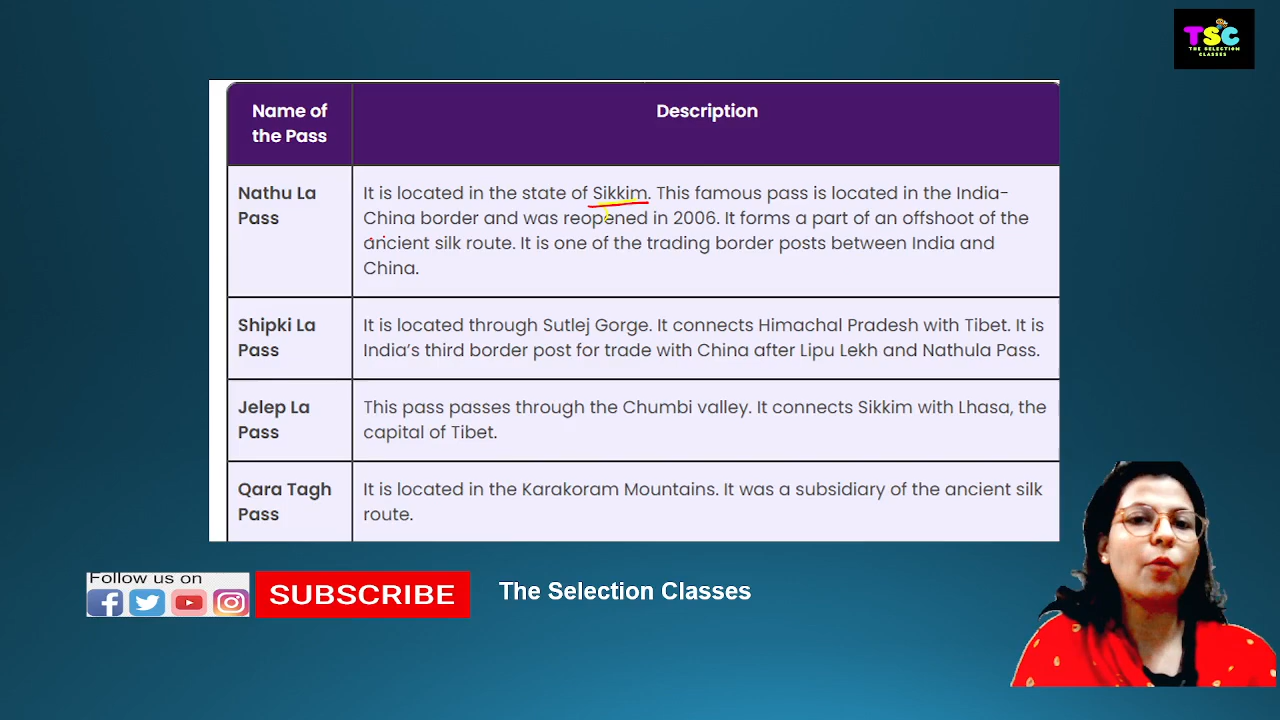 TSC
THE SELECTION
CLASSES
Name of
the Pass
Description
Nathu La
Pass
It is located in the state of Sikkim. This famous pass is located in the India-
China border and was reopened in 2006. It forms a part of an offshoot of the
ancient silk route. It is one of the trading border posts between India and
China.
Shipki La
Pass
It is located through Sutlej Gorge. It connects Himachal Pradesh with Tibet. It is
India's third border post for trade with China after Lipu Lekh and Nathula Pass.
Jelep La
Pass
This pass passes through the Chumbi valley. It connects Sikkim with Lhasa, the
capital of Tibet.
Qara Tagh
Pass
It is located in the Karakoram Mountains. It was a subsidiary of the ancient silk
route.
Follow us on
SUBSCRIBE
The Selection Classes